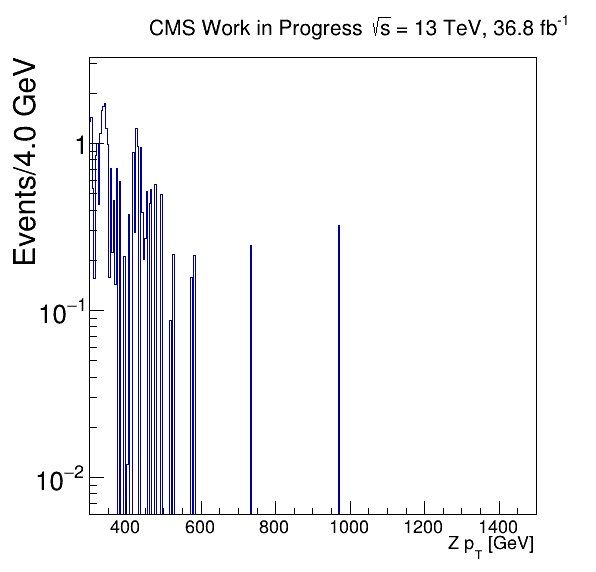 CMS Work in Progress √s = 13 TeV, 36.8 fb⁻¹
Events/4.0 GeV
1
10⁻¹
10⁻²
400 600 800 1000 1200 1400
Z p_T [GeV]